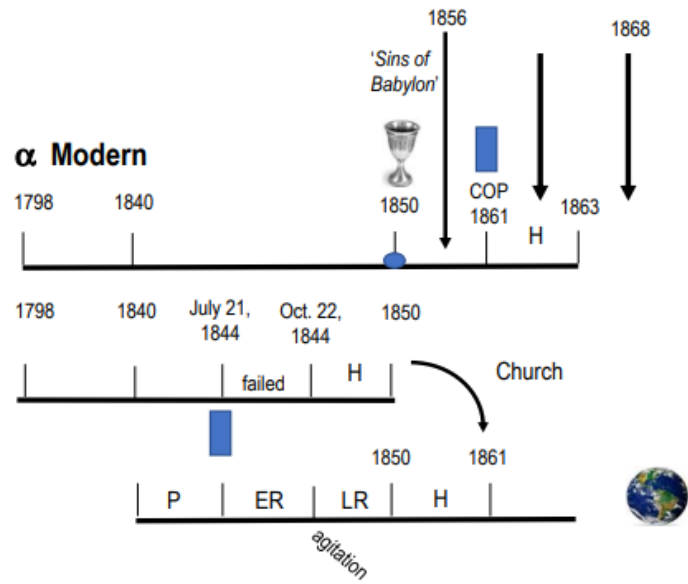 1856
1868
'Sins of
Babylon'
α Modern
COP
1798
1840
1850
1861
1863
H
1798
1840
July 21,
1844
Oct. 22,
1844
1850
failed
H
Church
1850
1861
P
ER
LR
H
agitation